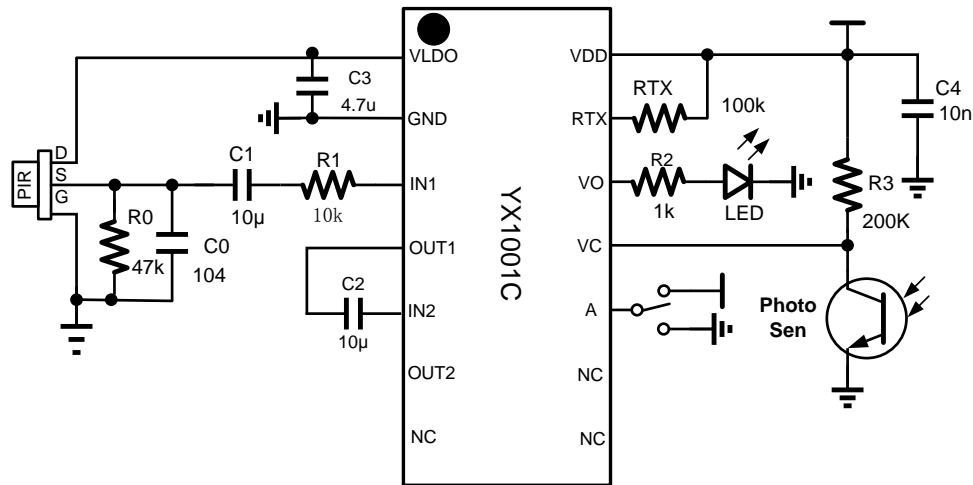 VLDO
VDD
C3
4.7u
RTX
100k
C4
10n
GND
RTX
D
S
G
PIR
C1
10µ
R1
10k
IN1
VO
R2
1k
LED
R3
200K
R0
47k
C0
104
OUT1
VC
YX1001C
C2
10µ
IN2
A
Photo
Sen
OUT2
NC
NC
NC